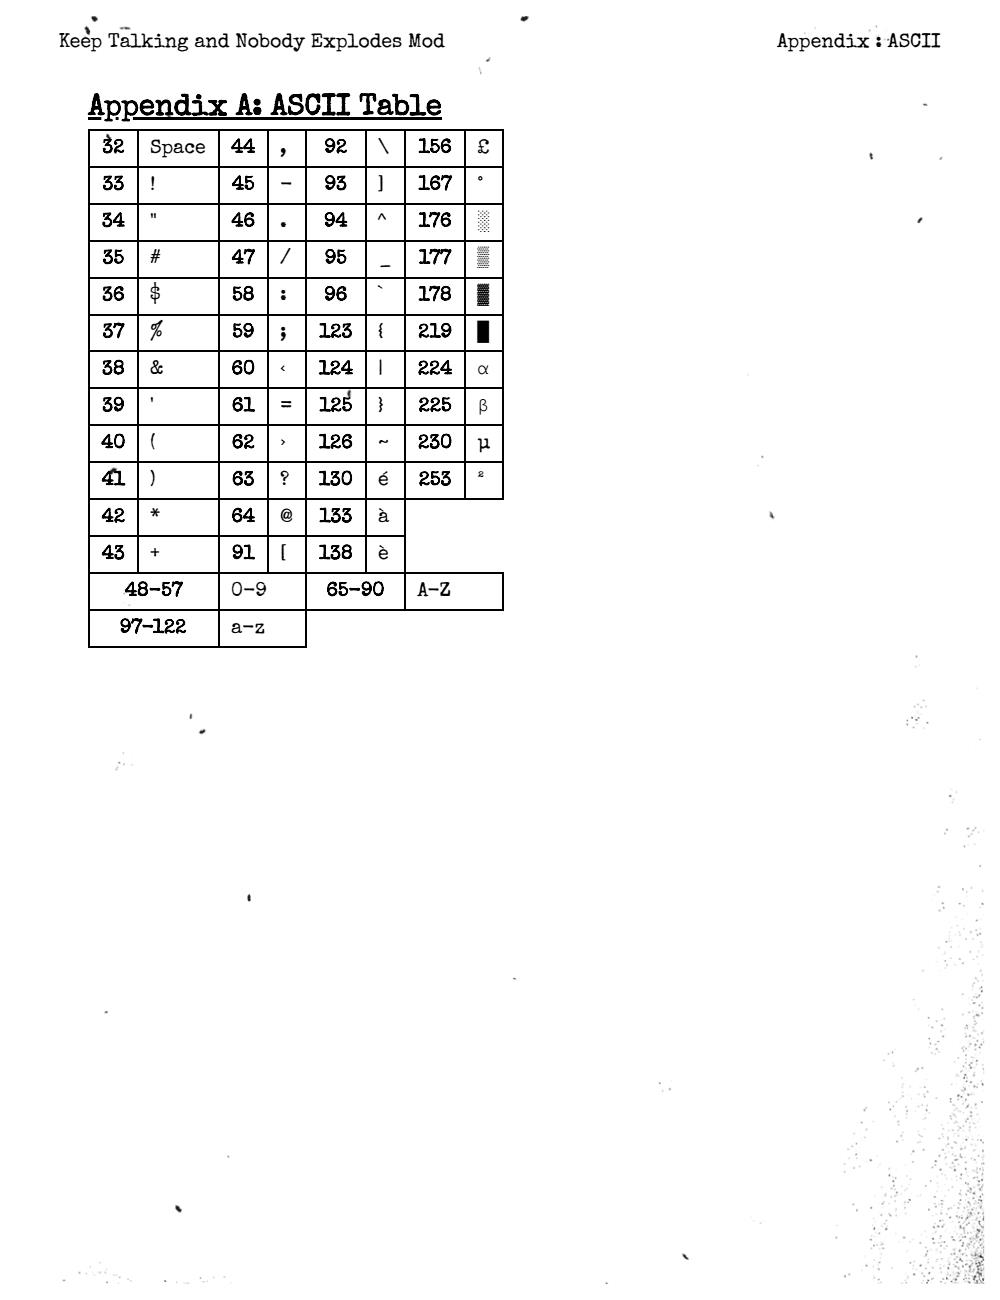 Keep Talking and Nobody Explodes Mod Appendix : ASCII
Appendix A: ASCII Table
32 Space 44 , 92 \ 156 £
33 ! 45 - 93 ] 167 °
34 " 46 . 94 ^ 176 ░
35 # 47 / 95 _ 177 ▒
36 $ 58 : 96 ` 178 ▓
37 % 59 ; 123 { 219 █
38 & 60 ‹ 124 | 224 α
39 ' 61 = 125 } 225 β
40 ( 62 › 126 ~ 230 µ
41 ) 63 ? 130 é 253 ²
42 * 64 @ 133 à
43 + 91 [ 138 è
48-57 0-9 65-90 A-Z
97-122 a-z